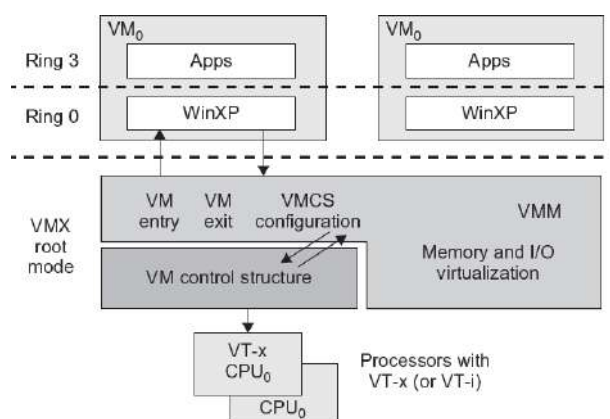 VM0
VM0
Ring 3
Apps
Apps
Ring 0
WinXP
WinXP
VMX
root
mode
VM
entry
VM
exit
VMCS
configuration
VMM
Memory and I/O
virtualization
VM control structure
VT-x
CPU0
CPU0
Processors with
VT-x (or VT-i)